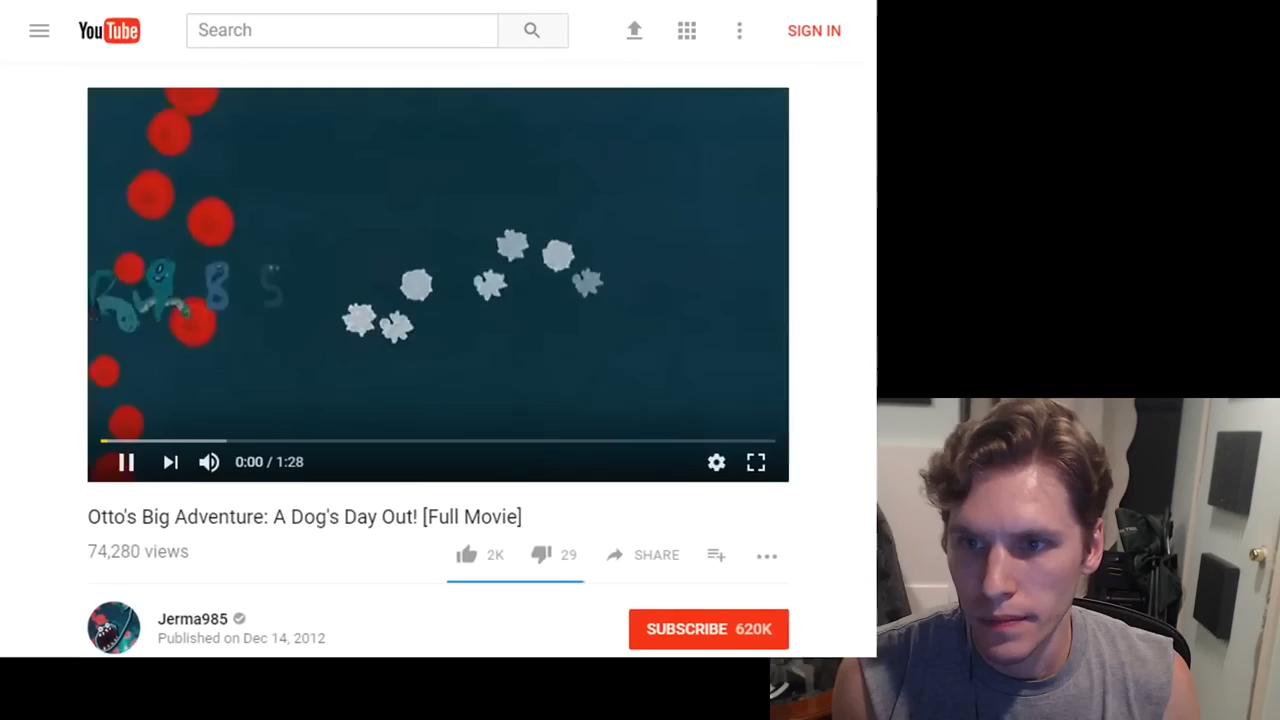 YouTube
Search
SIGN IN
85
0:00 / 1:28
Otto's Big Adventure: A Dog's Day Out! [Full Movie]
74,280 views
2K
29
SHARE
Jerma985
Published on Dec 14, 2012
SUBSCRIBE 620K